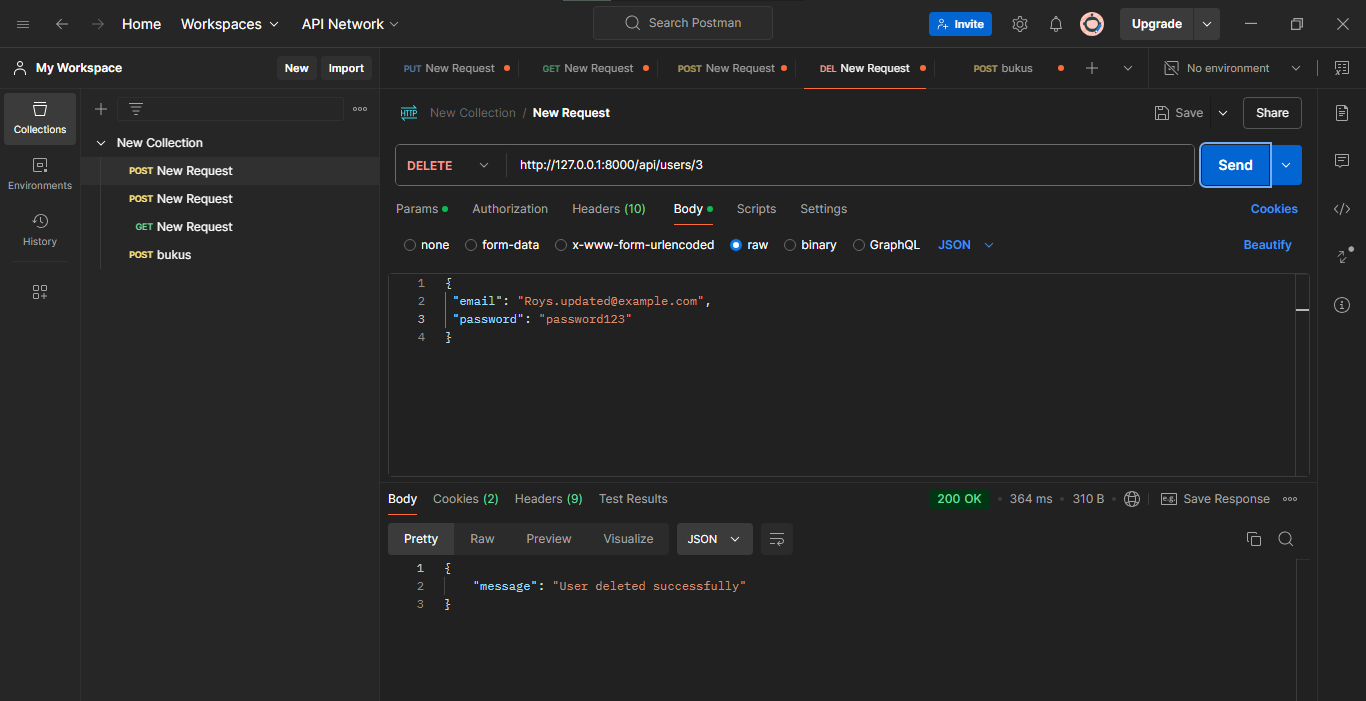 Home Workspaces API Network Search Postman Invite Upgrade
My Workspace New Import PUT New Request GET New Request POST New Request DEL New Request POST bukus No environment
Collections
Environments
History
New Collection
POST New Request
POST New Request
GET New Request
POST bukus
HTTP New Collection / New Request Save Share
DELETE http://127.0.0.1:8000/api/users/3 Send
Params Authorization Headers (10) Body Scripts Settings Cookies
none form-data x-www-form-urlencoded raw binary GraphQL JSON Beautify
1 {
2 "email": "Roys.updated@example.com",
3 "password": "password123"
4 }
Body Cookies (2) Headers (9) Test Results 200 OK • 364 ms • 310 B • e.g. Save Response
Pretty Raw Preview Visualize JSON
1 {
2 "message": "User deleted successfully"
3 }